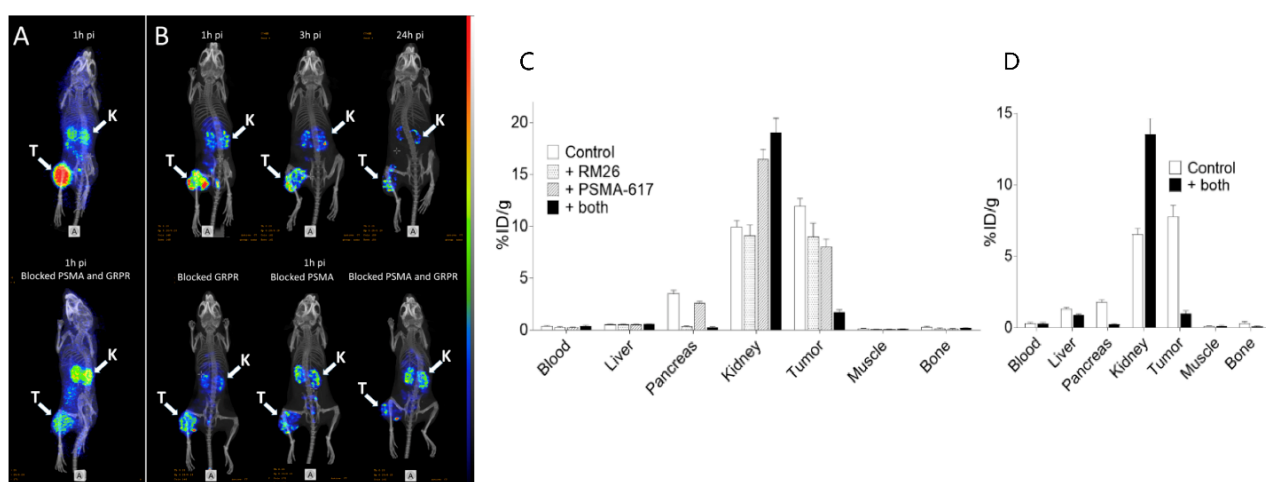 A
1h pi
K
T
A
1h pi
Blocked PSMA and GRPR
K
T
A
B
1h pi
3h pi
24h pi
K
T
K
T
K
T
A
A
A
1h pi
Blocked GRPR
Blocked PSMA
Blocked PSMA and GRPR
K
T
K
T
K
T
A
A
A
C
%ID/g
20
15
10
5
0
Control
+ RM26
+ PSMA-617
+ both
Blood
Liver
Pancreas
Kidney
Tumor
Muscle
Bone
D
%ID/g
15
10
5
0
Control
+ both
Blood
Liver
Pancreas
Kidney
Tumor
Muscle
Bone